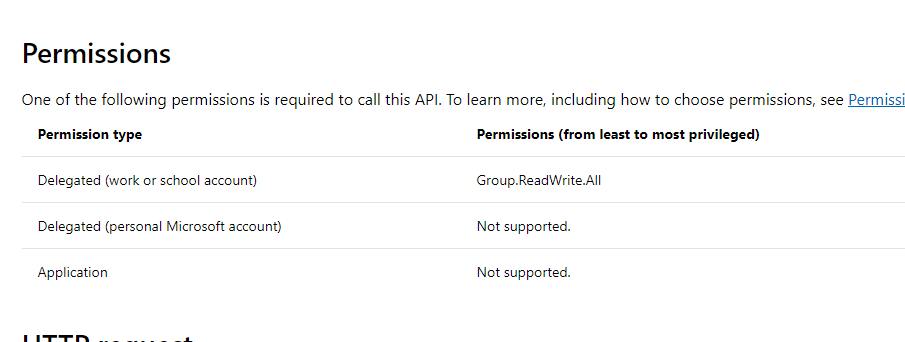 Permissions
One of the following permissions is required to call this API. To learn more, including how to choose permissions, see Permissi
Permission type Permissions (from least to most privileged)
Delegated (work or school account) Group.ReadWrite.All
Delegated (personal Microsoft account) Not supported.
Application Not supported.
HTTP request